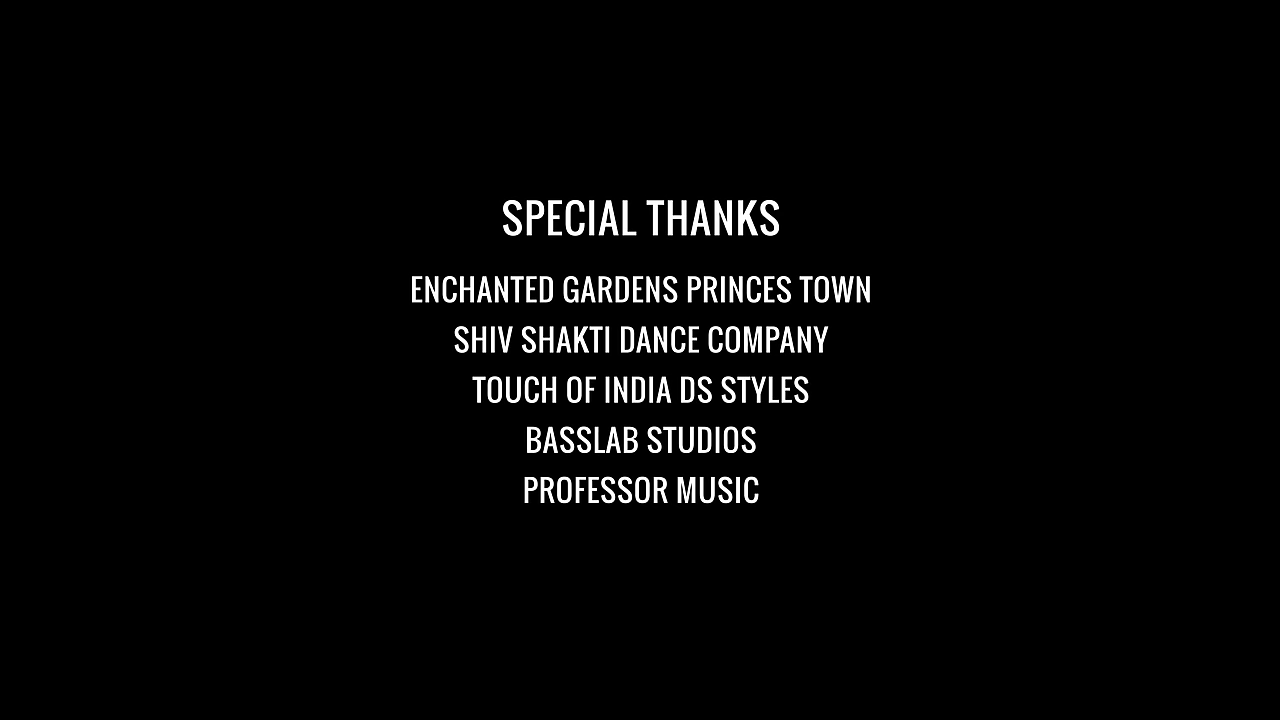 SPECIAL THANKS
ENCHANTED GARDENS PRINCES TOWN
SHIV SHAKTI DANCE COMPANY
TOUCH OF INDIA DS STYLES
BASSLAB STUDIOS
PROFESSOR MUSIC